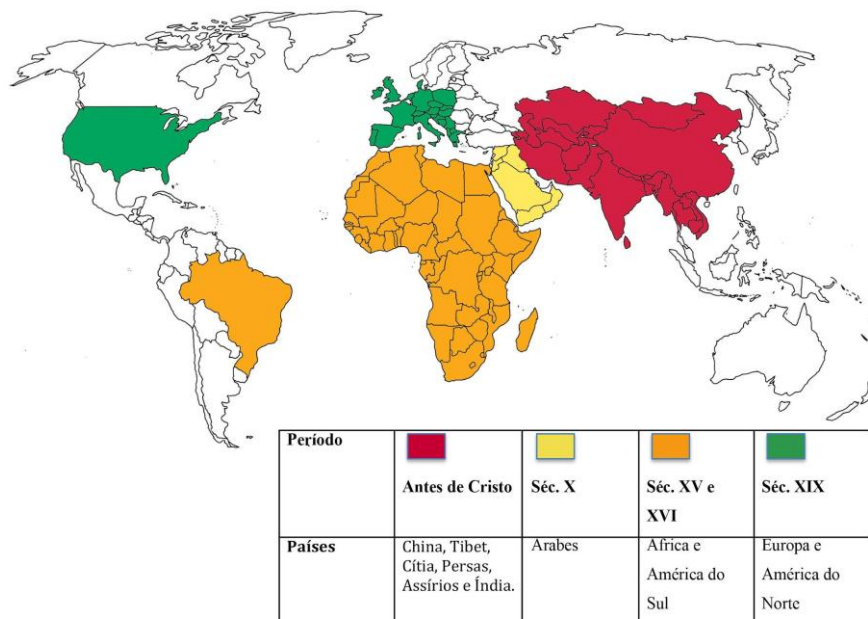 Período
Antes de Cristo
Séc. X
Séc. XV e
XVI
Séc. XIX
Países
China, Tibet,
Cítia, Persas,
Assírios e Índia.
Arabes
Africa e
América do
Sul
Europa e
América do
Norte